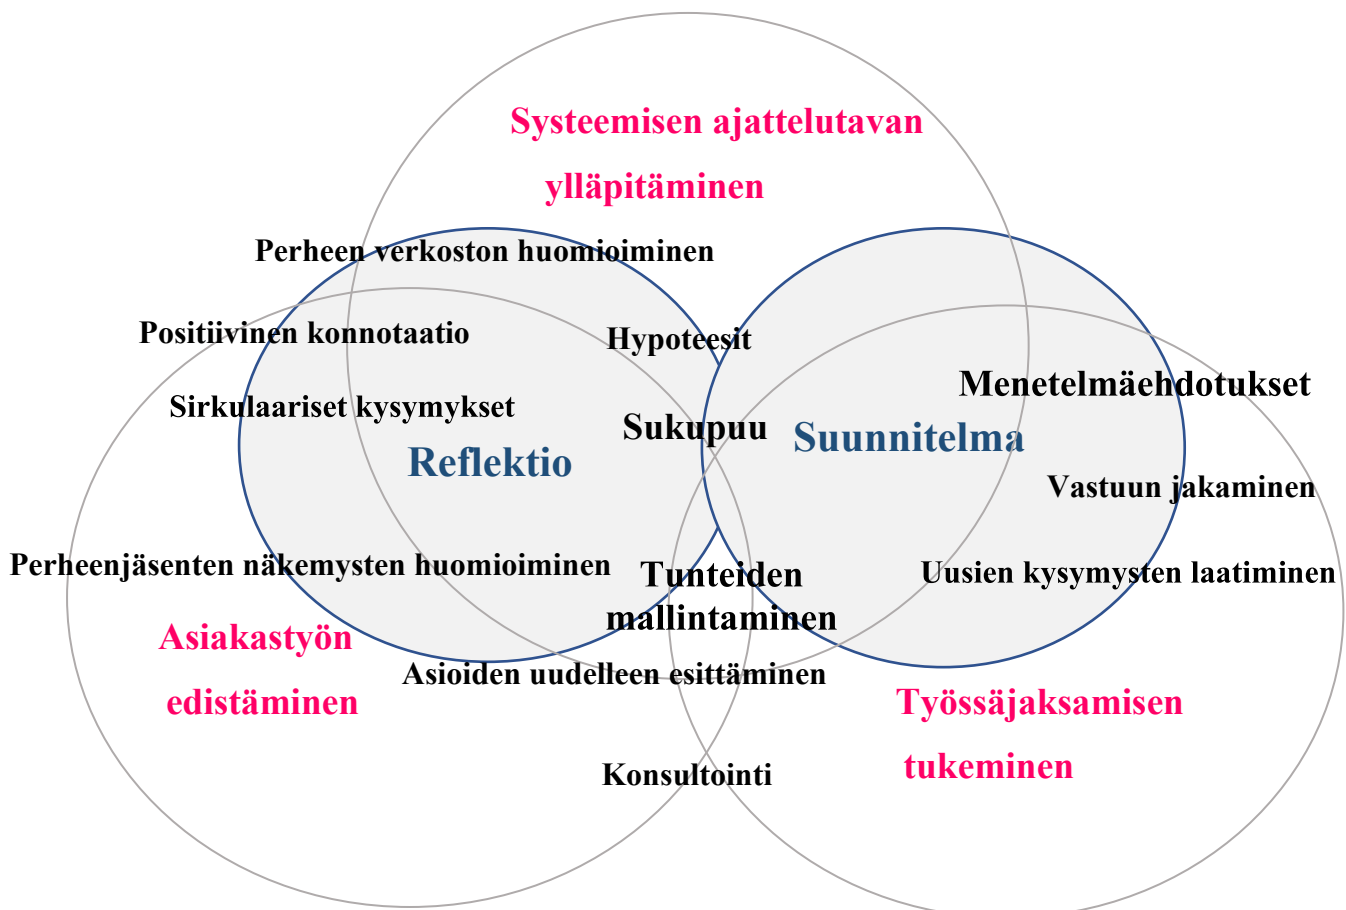 Systeemisen ajattelutavan
ylläpitäminen
Perheen verkoston huomioiminen
Positiivinen konnotaatio
Hypoteesit
Menetelmäehdotukset
Sirkulaariset kysymykset
Sukupuu
Suunnitelma
Reflektio
Vastuun jakaminen
Perheenjäsenten näkemysten huomioiminen
Tunteiden
mallintaminen
Uusien kysymysten laatiminen
Asiakastyön
edistäminen
Asioiden uudelleen esittäminen
Työssäjaksamisen
tukeminen
Konsultointi